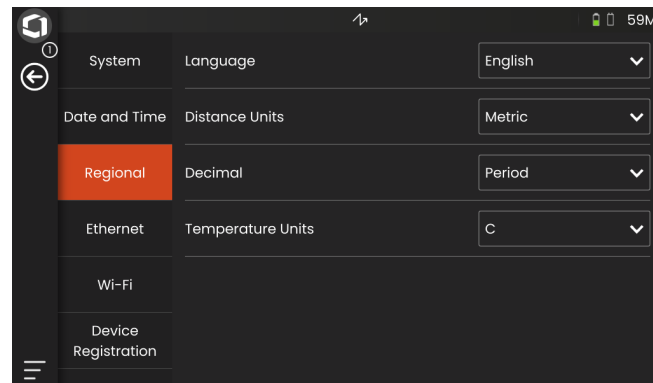 59M
1
System
Language
English
Date and Time
Distance Units
Metric
Regional
Decimal
Period
Ethernet
Temperature Units
C
Wi-Fi
Device
Registration